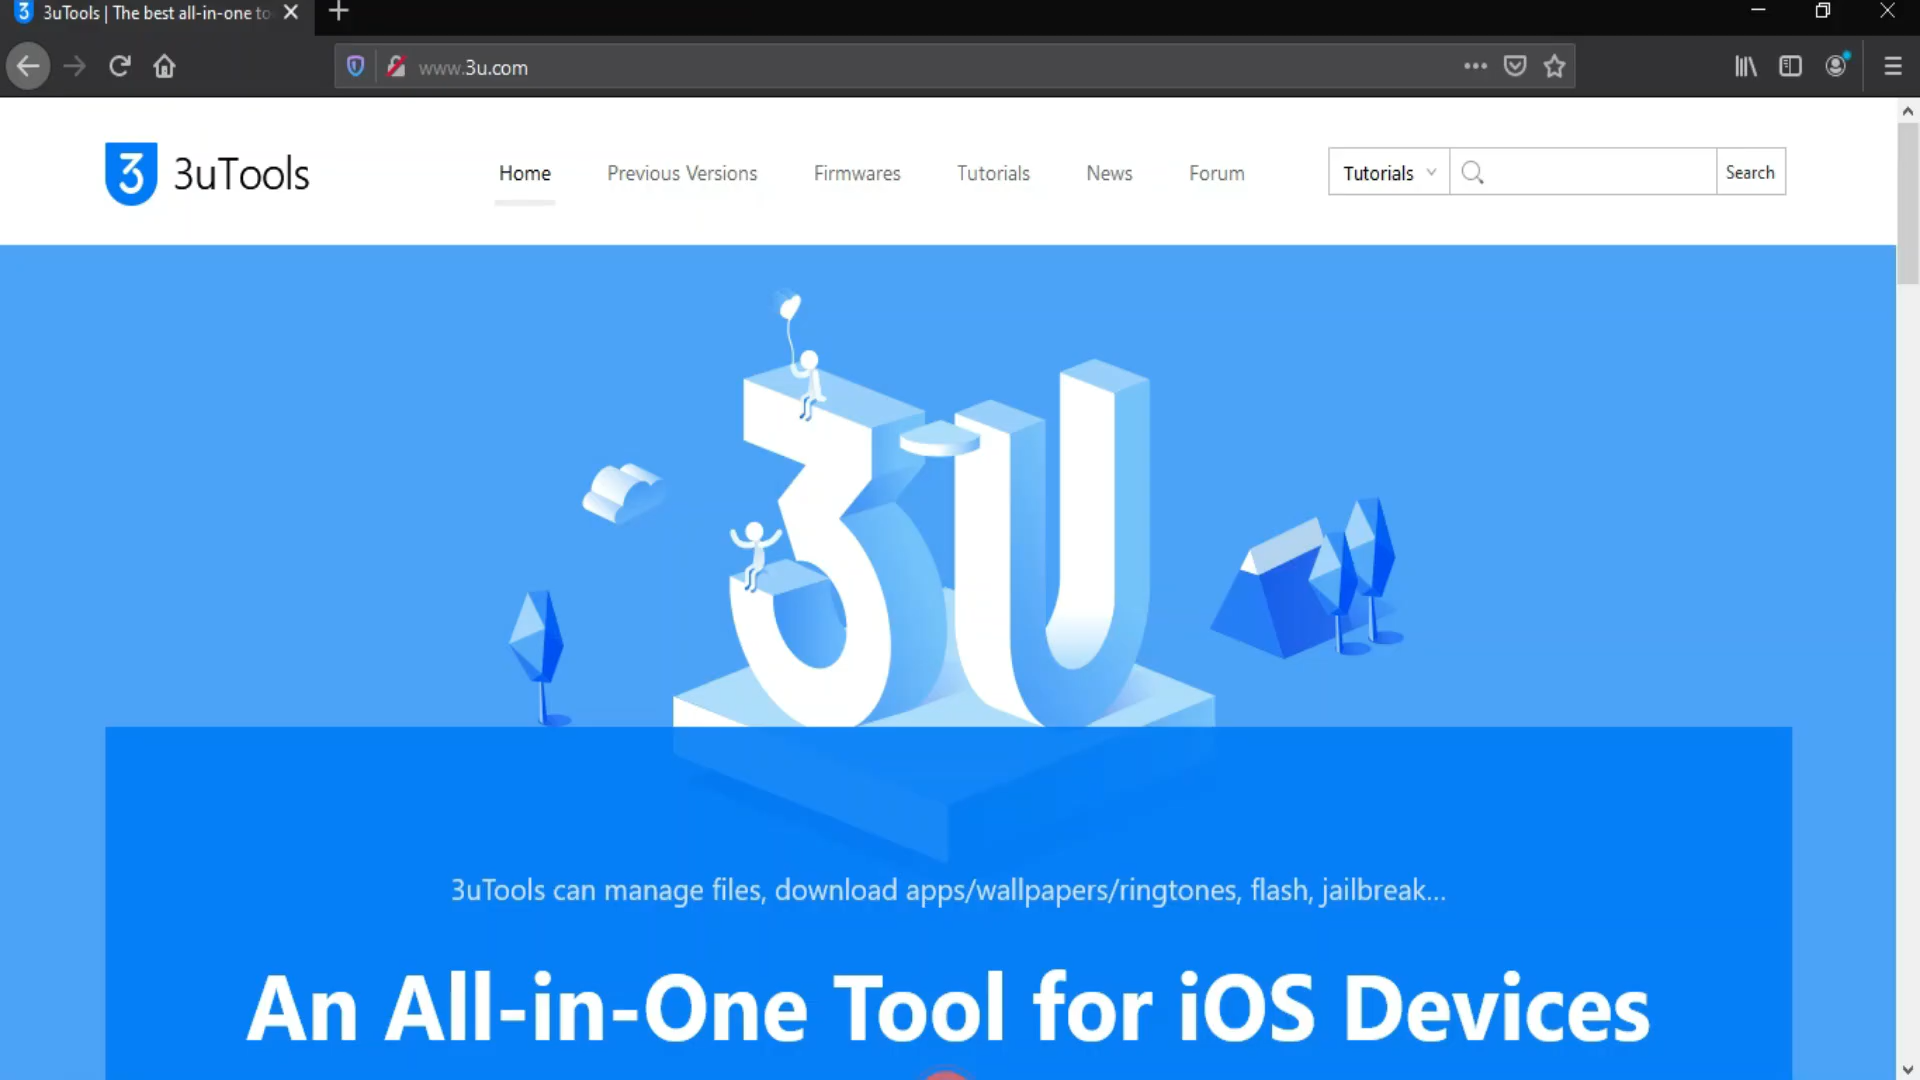 3uTools | The best all-in-one to
www.3u.com
3 3uTools
Home Previous Versions Firmwares Tutorials News Forum
Tutorials Search
3U
3uTools can manage files, download apps/wallpapers/ringtones, flash, jailbreak...
An All-in-One Tool for iOS Devices